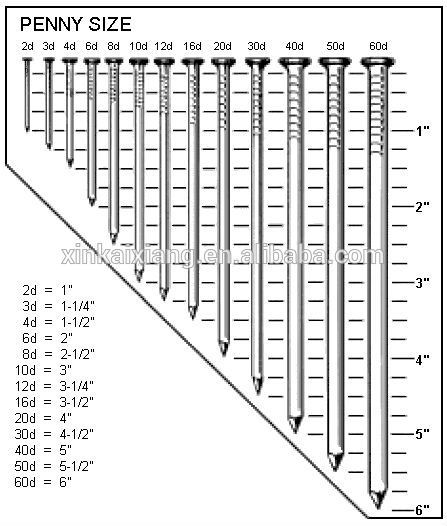 PENNY SIZE
2d 3d 4d 6d 8d 10d 12d 16d 20d 30d 40d 50d 60d
1"
2"
xinkaixiang.en.alibaba.com
3"
2d = 1"
3d = 1-1/4"
4d = 1-1/2"
6d = 2"
8d = 2-1/2"
10d = 3"
12d = 3-1/4"
16d = 3-1/2"
20d = 4"
30d = 4-1/2"
40d = 5"
50d = 5-1/2"
60d = 6"
4"
5"
6"